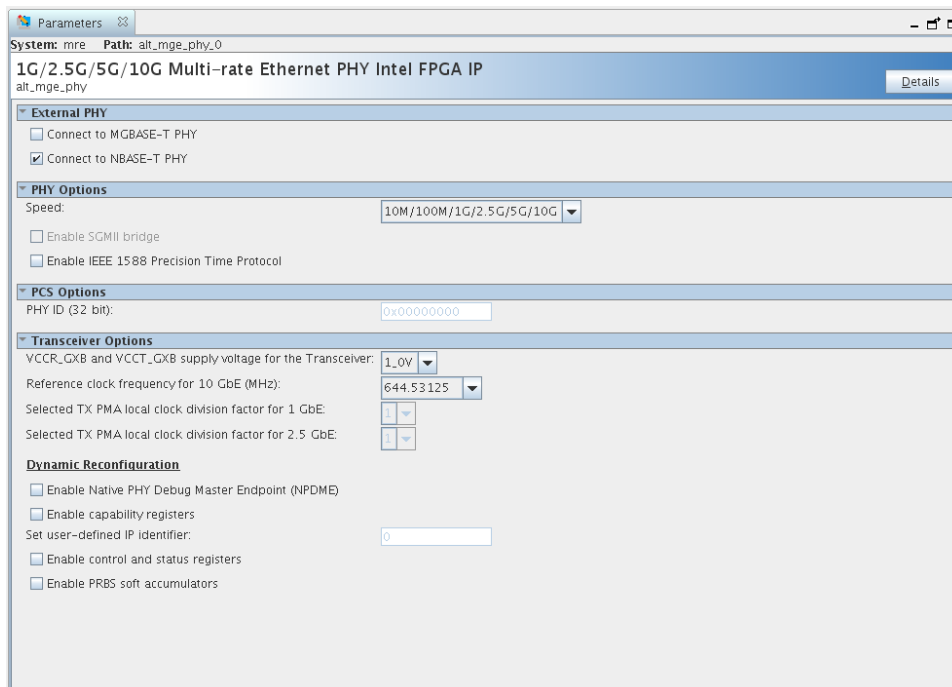 Parameters
System: mre Path: alt_mge_phy_0
1G/2.5G/5G/10G Multi-rate Ethernet PHY Intel FPGA IP
alt_mge_phy
Details
External PHY
Connect to MGBASE-T PHY
Connect to NBASE-T PHY
PHY Options
Speed: 10M/100M/1G/2.5G/5G/10G
Enable SGMII bridge
Enable IEEE 1588 Precision Time Protocol
PCS Options
PHY ID (32 bit): 0x00000000
Transceiver Options
VCCR_GXB and VCCT_GXB supply voltage for the Transceiver: 1_0V
Reference clock frequency for 10 GbE (MHz): 644.53125
Selected TX PMA local clock division factor for 1 GbE: 1
Selected TX PMA local clock division factor for 2.5 GbE: 1
Dynamic Reconfiguration
Enable Native PHY Debug Master Endpoint (NPDME)
Enable capability registers
Set user-defined IP identifier: 0
Enable control and status registers
Enable PRBS soft accumulators